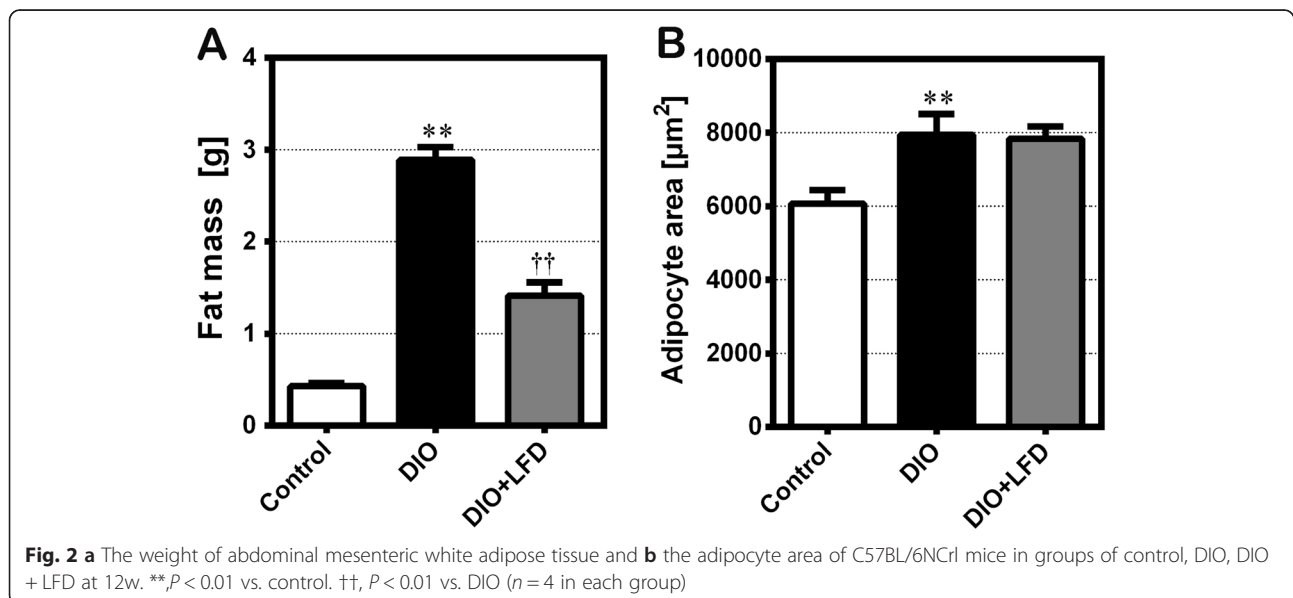 A
Fat mass [g]
4
3
2
1
0
**
††
Control
DIO
DIO+LFD
B
Adipocyte area [µm²]
10000
8000
6000
4000
2000
0
**
Control
DIO
DIO+LFD
Fig. 2 a The weight of abdominal mesenteric white adipose tissue and b the adipocyte area of C57BL/6NCrl mice in groups of control, DIO, DIO
+ LFD at 12w. **,P < 0.01 vs. control. ††, P < 0.01 vs. DIO (n = 4 in each group)